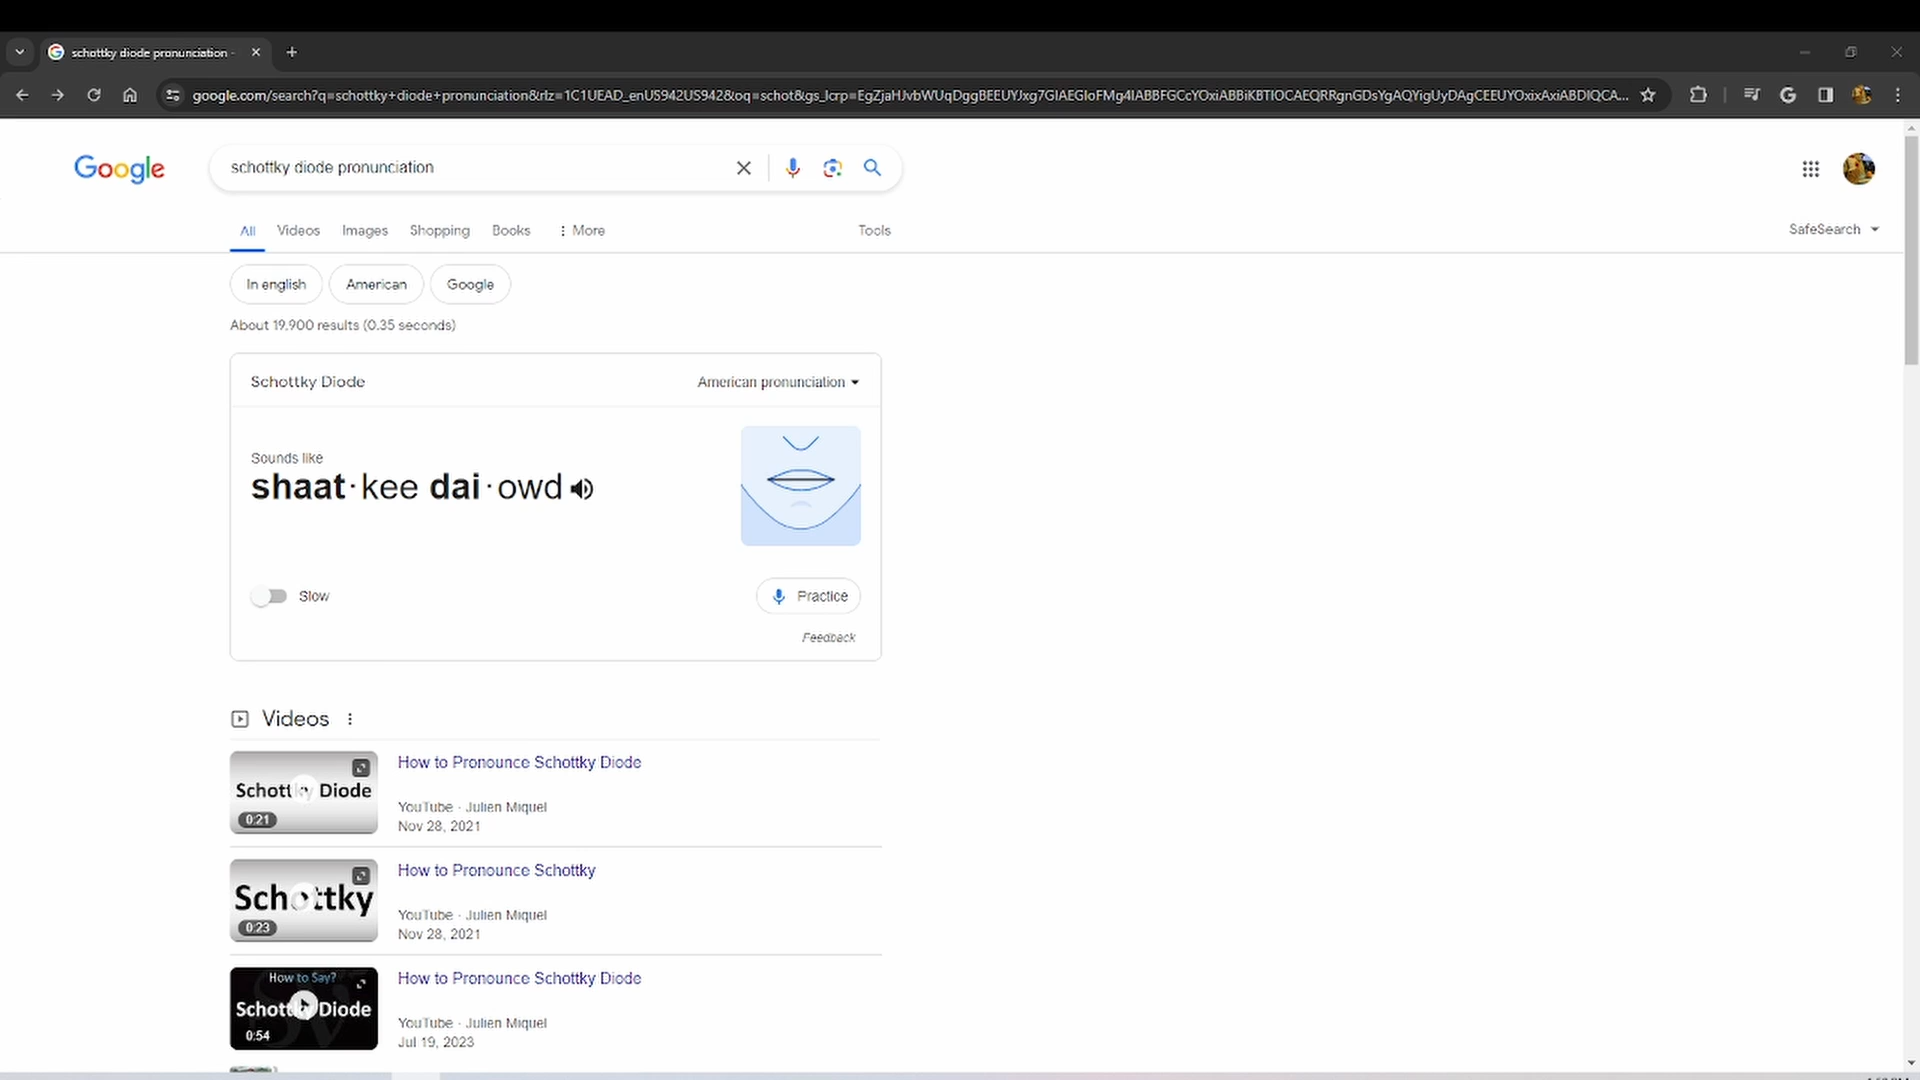 schottky diode pronunciation -
google.com/search?q=schottky+diode+pronunciation&rlz=1C1UEAD_enUS942US942&oq=schot&gs_lcrp=EgZjaHJvbWUqDggBEEUYJxg7GIAEGIoFMg4IABBFGCcYOxiABBiKBTIOCAEQRRgnGDsYgAQYigUyDAgCEEUYOxixAxiABDIQCA...
Google
schottky diode pronunciation
All Videos Images Shopping Books More Tools SafeSearch
In english American Google
About 19,900 results (0.35 seconds)
Schottky Diode American pronunciation
Sounds like
shaat·kee dai·owd
Slow Practice
Feedback
Videos
Schottky Diode
0:21
How to Pronounce Schottky Diode
YouTube · Julien Miquel
Nov 28, 2021
Schottky
0:23
How to Pronounce Schottky
YouTube · Julien Miquel
Nov 28, 2021
How to Say?
Schottky Diode
0:54
How to Pronounce Schottky Diode
YouTube · Julien Miquel
Jul 19, 2023